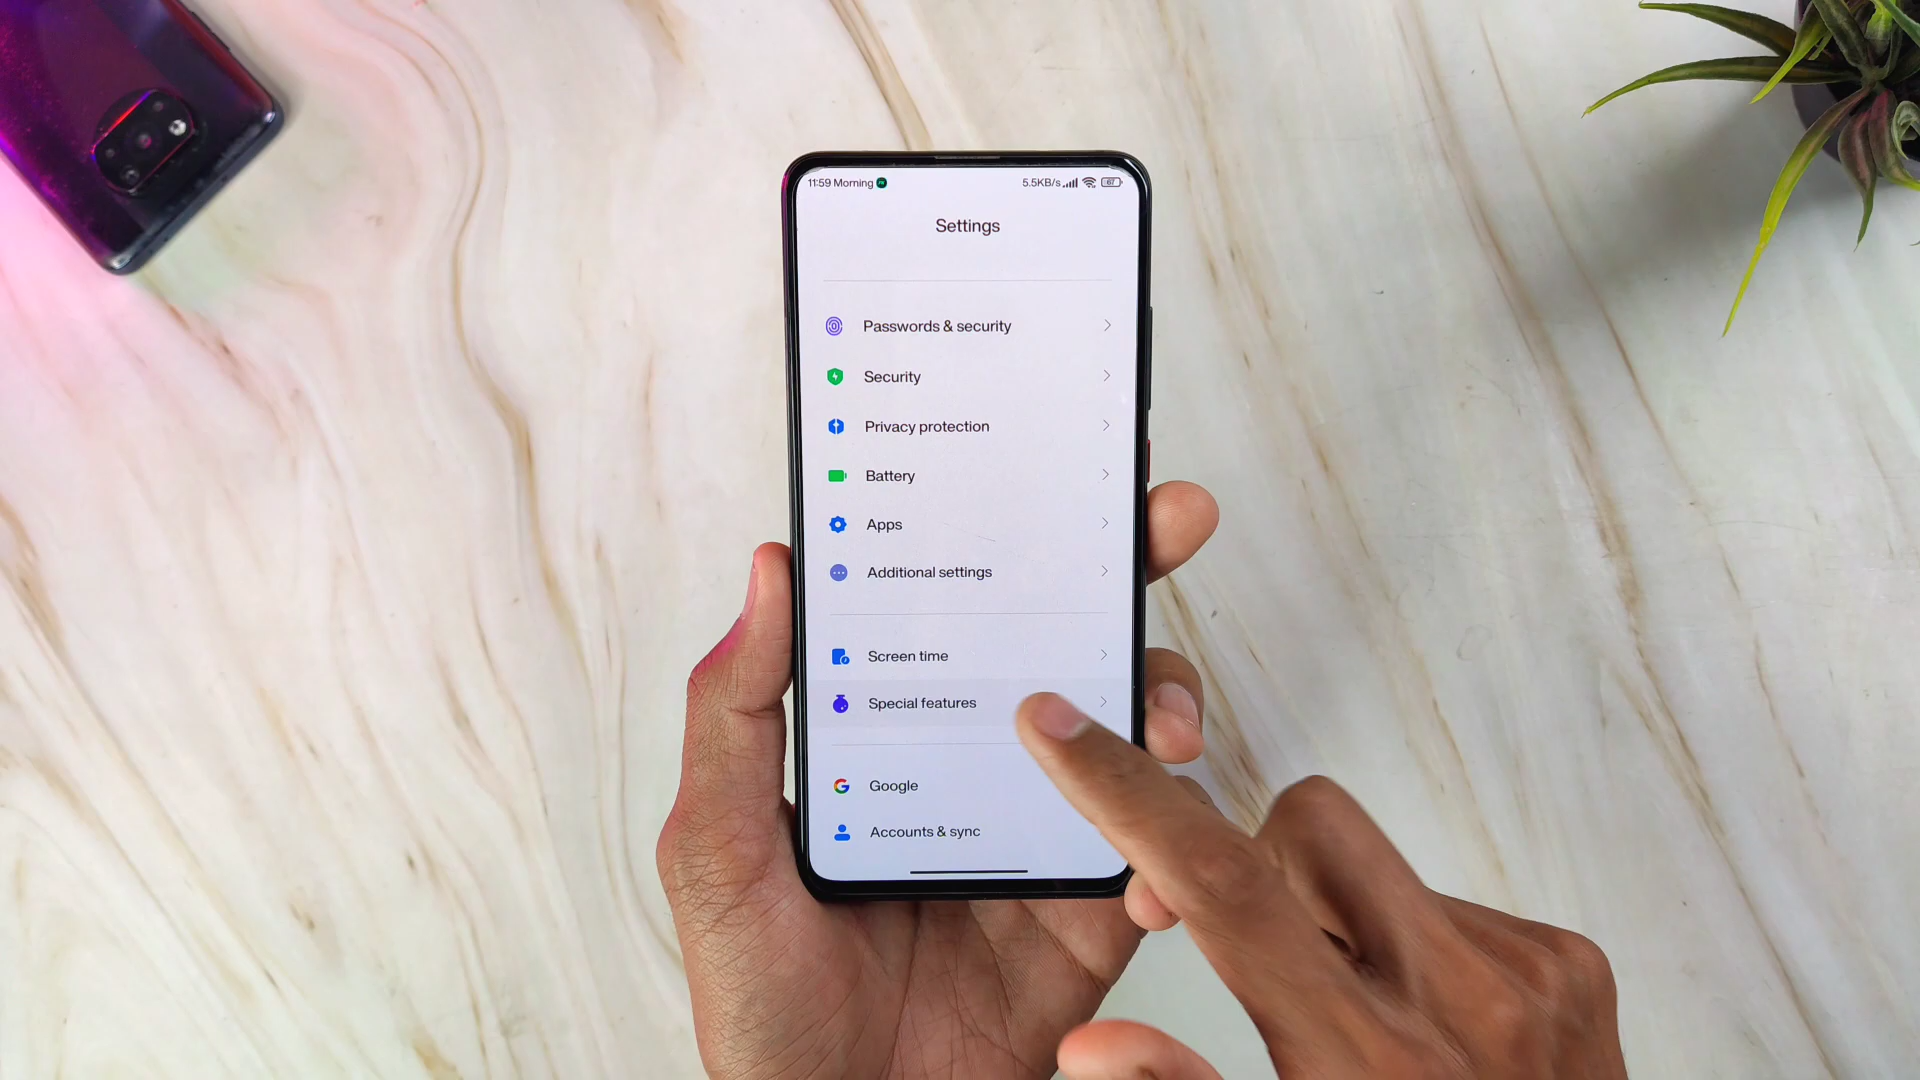 11:59 Morning 5.5KB/s 67
Settings
Passwords & security
Security
Privacy protection
Battery
Apps
Additional settings
Screen time
Special features
Google
Accounts & sync